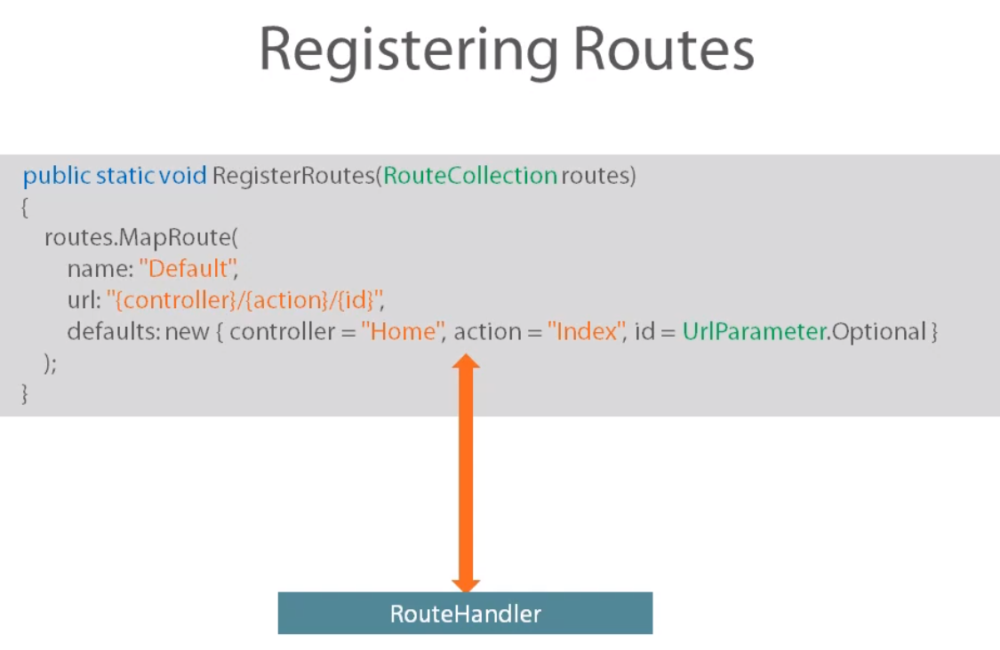 Registering Routes
public static void RegisterRoutes(RouteCollection routes)
{
routes.MapRoute(
name: "Default",
url: "{controller}/{action}/{id}",
defaults: new { controller = "Home", action = "Index", id = UrlParameter.Optional }
);
}
RouteHandler